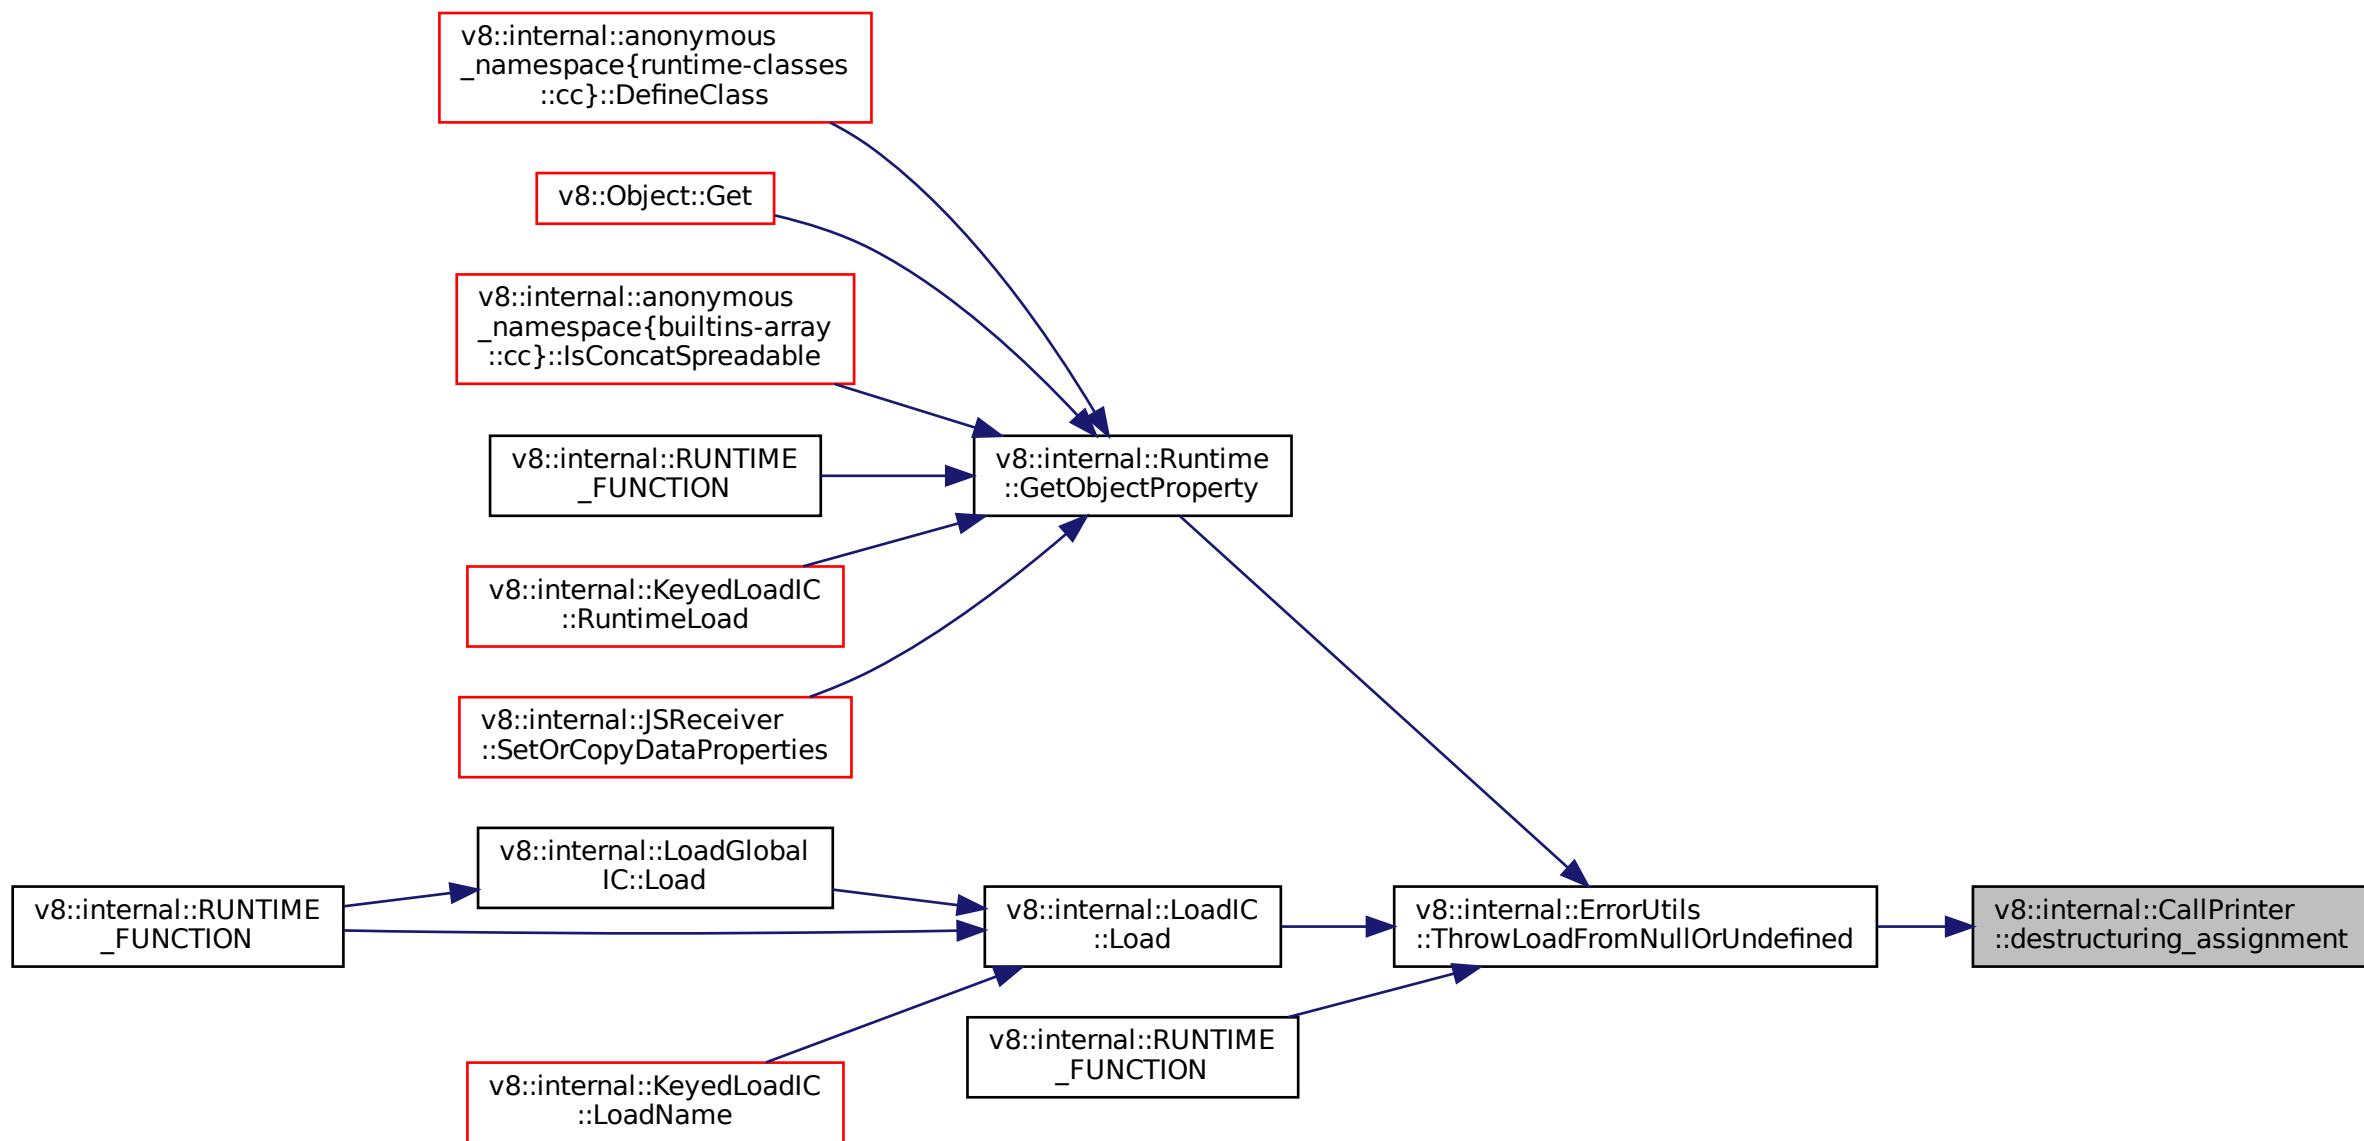 v8::internal::anonymous
_namespace{runtime-classes
::cc}::DefineClass
v8::Object::Get
v8::internal::anonymous
_namespace{builtins-array
::cc}::IsConcatSpreadable
v8::internal::RUNTIME
_FUNCTION
v8::internal::Runtime
::GetObjectProperty
v8::internal::KeyedLoadIC
::RuntimeLoad
v8::internal::JSReceiver
::SetOrCopyDataProperties
v8::internal::LoadGlobal
IC::Load
v8::internal::RUNTIME
_FUNCTION
v8::internal::LoadIC
::Load
v8::internal::ErrorUtils
::ThrowLoadFromNullOrUndefined
v8::internal::CallPrinter
::destructuring_assignment
v8::internal::RUNTIME
_FUNCTION
v8::internal::KeyedLoadIC
::LoadName